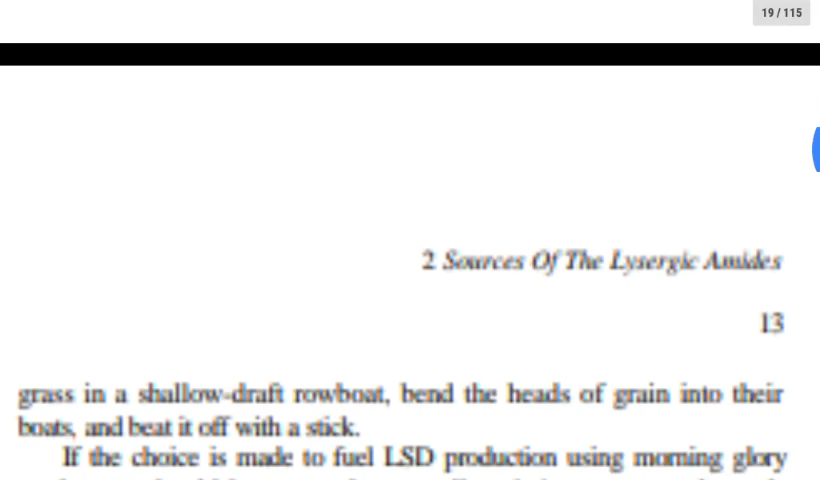 19 / 115
2 Sources Of The Lysergic Amides
13
grass in a shallow-draft rowboat, bend the heads of grain into their
boats, and beat it off with a stick.
If the choice is made to fuel LSD production using morning glory